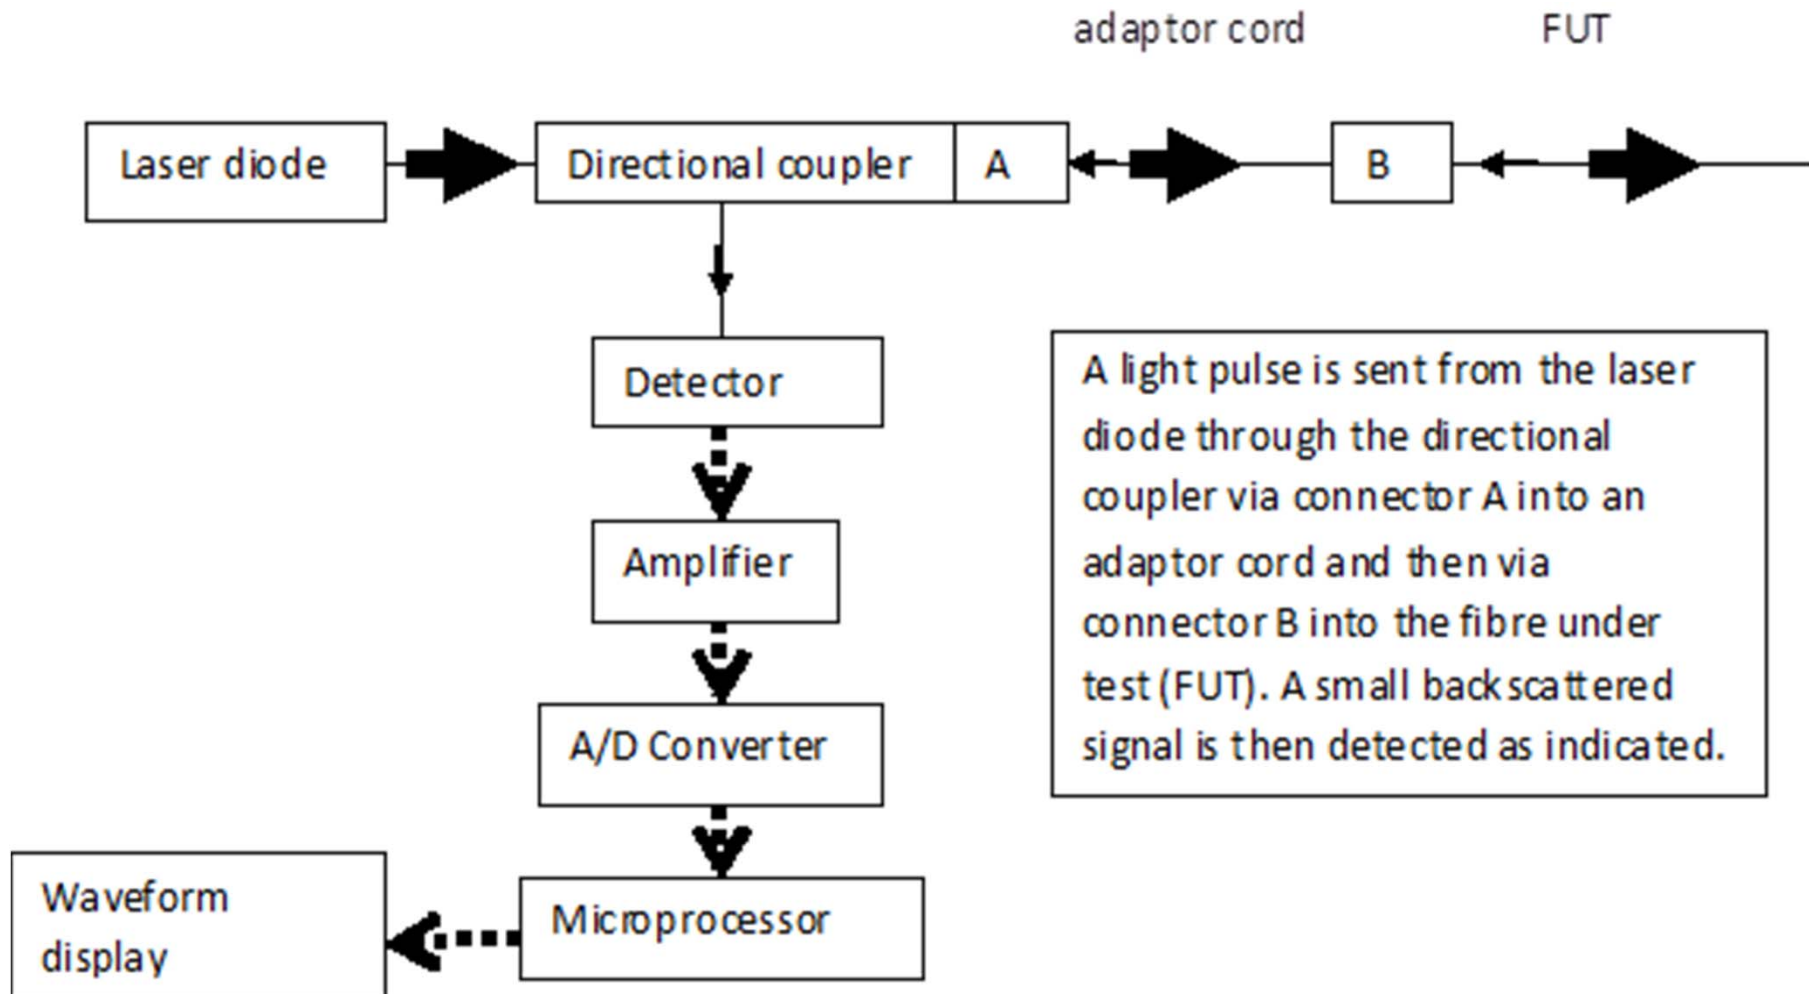 adaptor cord
FUT
Laser diode
Directional coupler
A
B
Detector
Amplifier
A/D Converter
Microprocessor
Waveform
display
A light pulse is sent from the laser
diode through the directional
coupler via connector A into an
adaptor cord and then via
connector B into the fibre under
test (FUT). A small backscattered
signal is then detected as indicated.